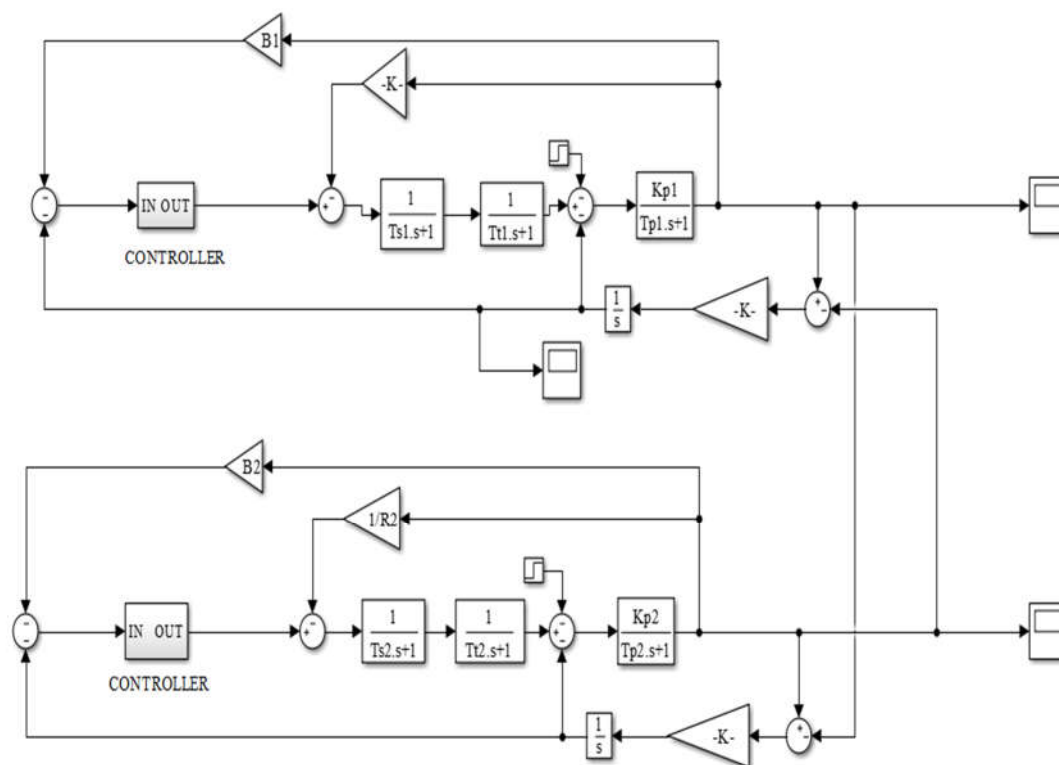 B1
-K-
IN OUT
CONTROLLER
1
Ts1.s+1
1
Tt1.s+1
Kp1
Tp1.s+1
1
s
-K-
B2
1/R2
IN OUT
CONTROLLER
1
Ts2.s+1
1
Tt2.s+1
Kp2
Tp2.s+1
1
s
-K-